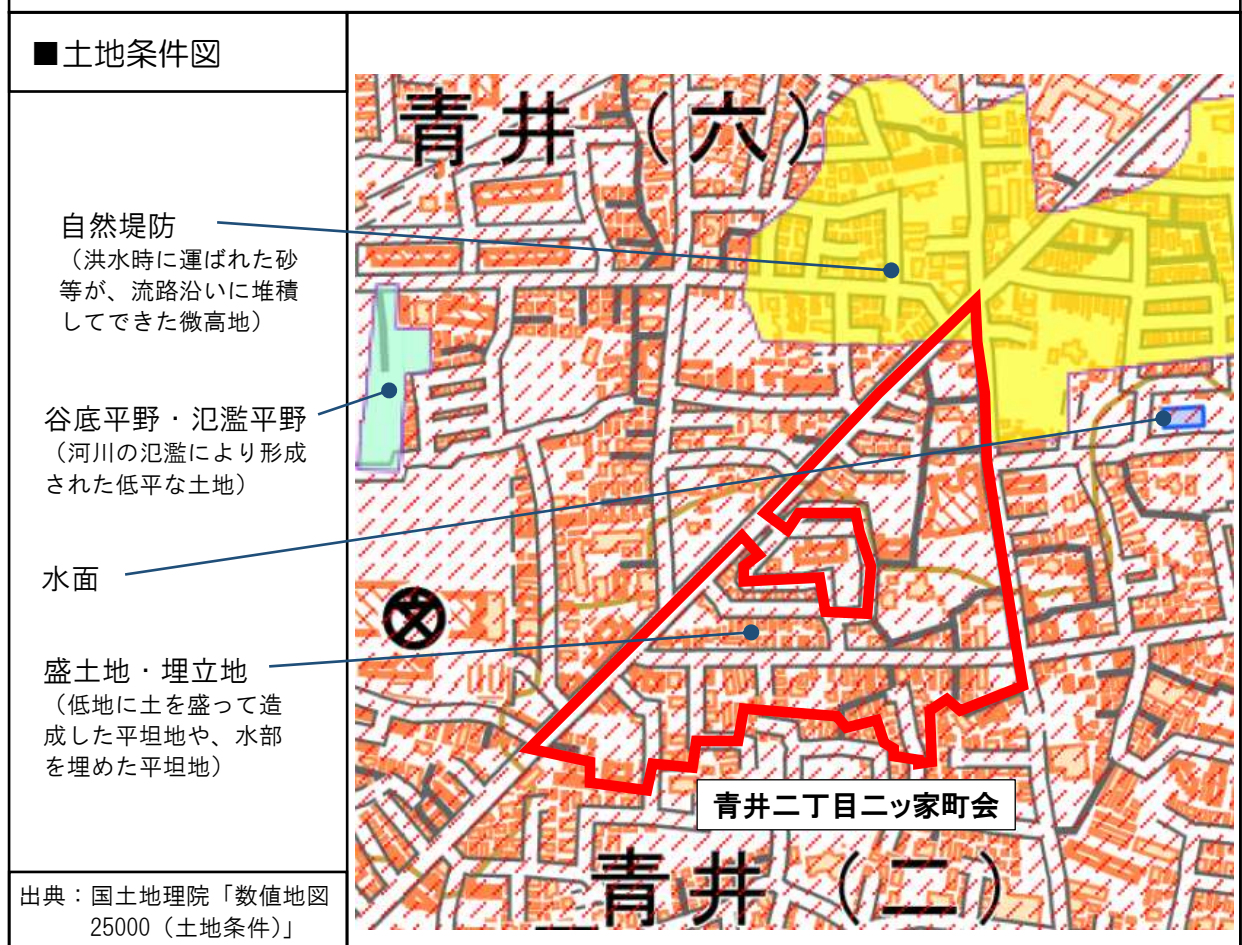 ■土地条件図
青井（六）
自然堤防
（洪水時に運ばれた砂
等が、流路沿いに堆積
してできた微高地）
谷底平野・氾濫平野
（河川の氾濫により形成
された低平な土地）
水面
盛土地・埋立地
（低地に土を盛って造
成した平坦地や、水部
を埋めた平坦地）
青井二丁目二ッ家町会
青井（二）
出典：国土地理院「数値地図
25000（土地条件）」